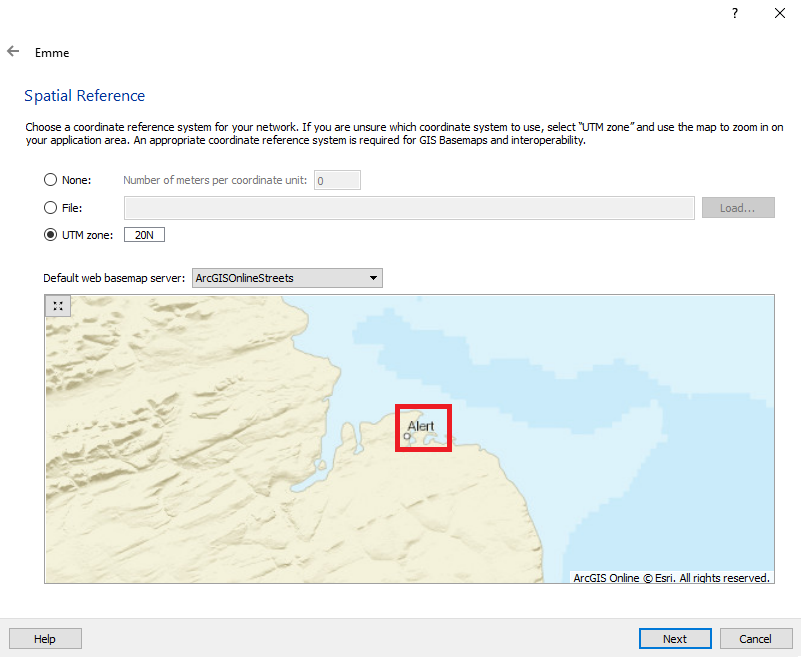 ?
Emme
Spatial Reference
Choose a coordinate reference system for your network. If you are unsure which coordinate system to use, select “UTM zone” and use the map to zoom in on
your application area. An appropriate coordinate reference system is required for GIS Basemaps and interoperability.
None: Number of meters per coordinate unit: 0
File: Load...
UTM zone: 20N
Default web basemap server: ArcGISOnlineStreets
Alert
ArcGIS Online © Esri. All rights reserved.
Help Next Cancel